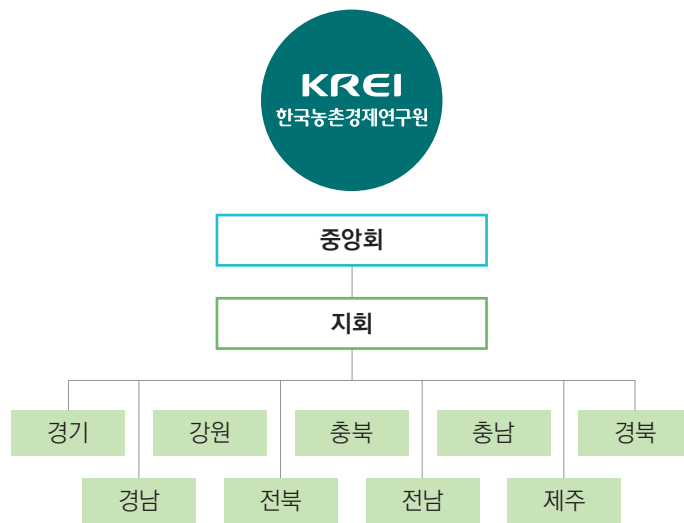 KREI
한국농촌경제연구원
중앙회
지회
경기 강원 충북 충남 경북
경남 전북 전남 제주